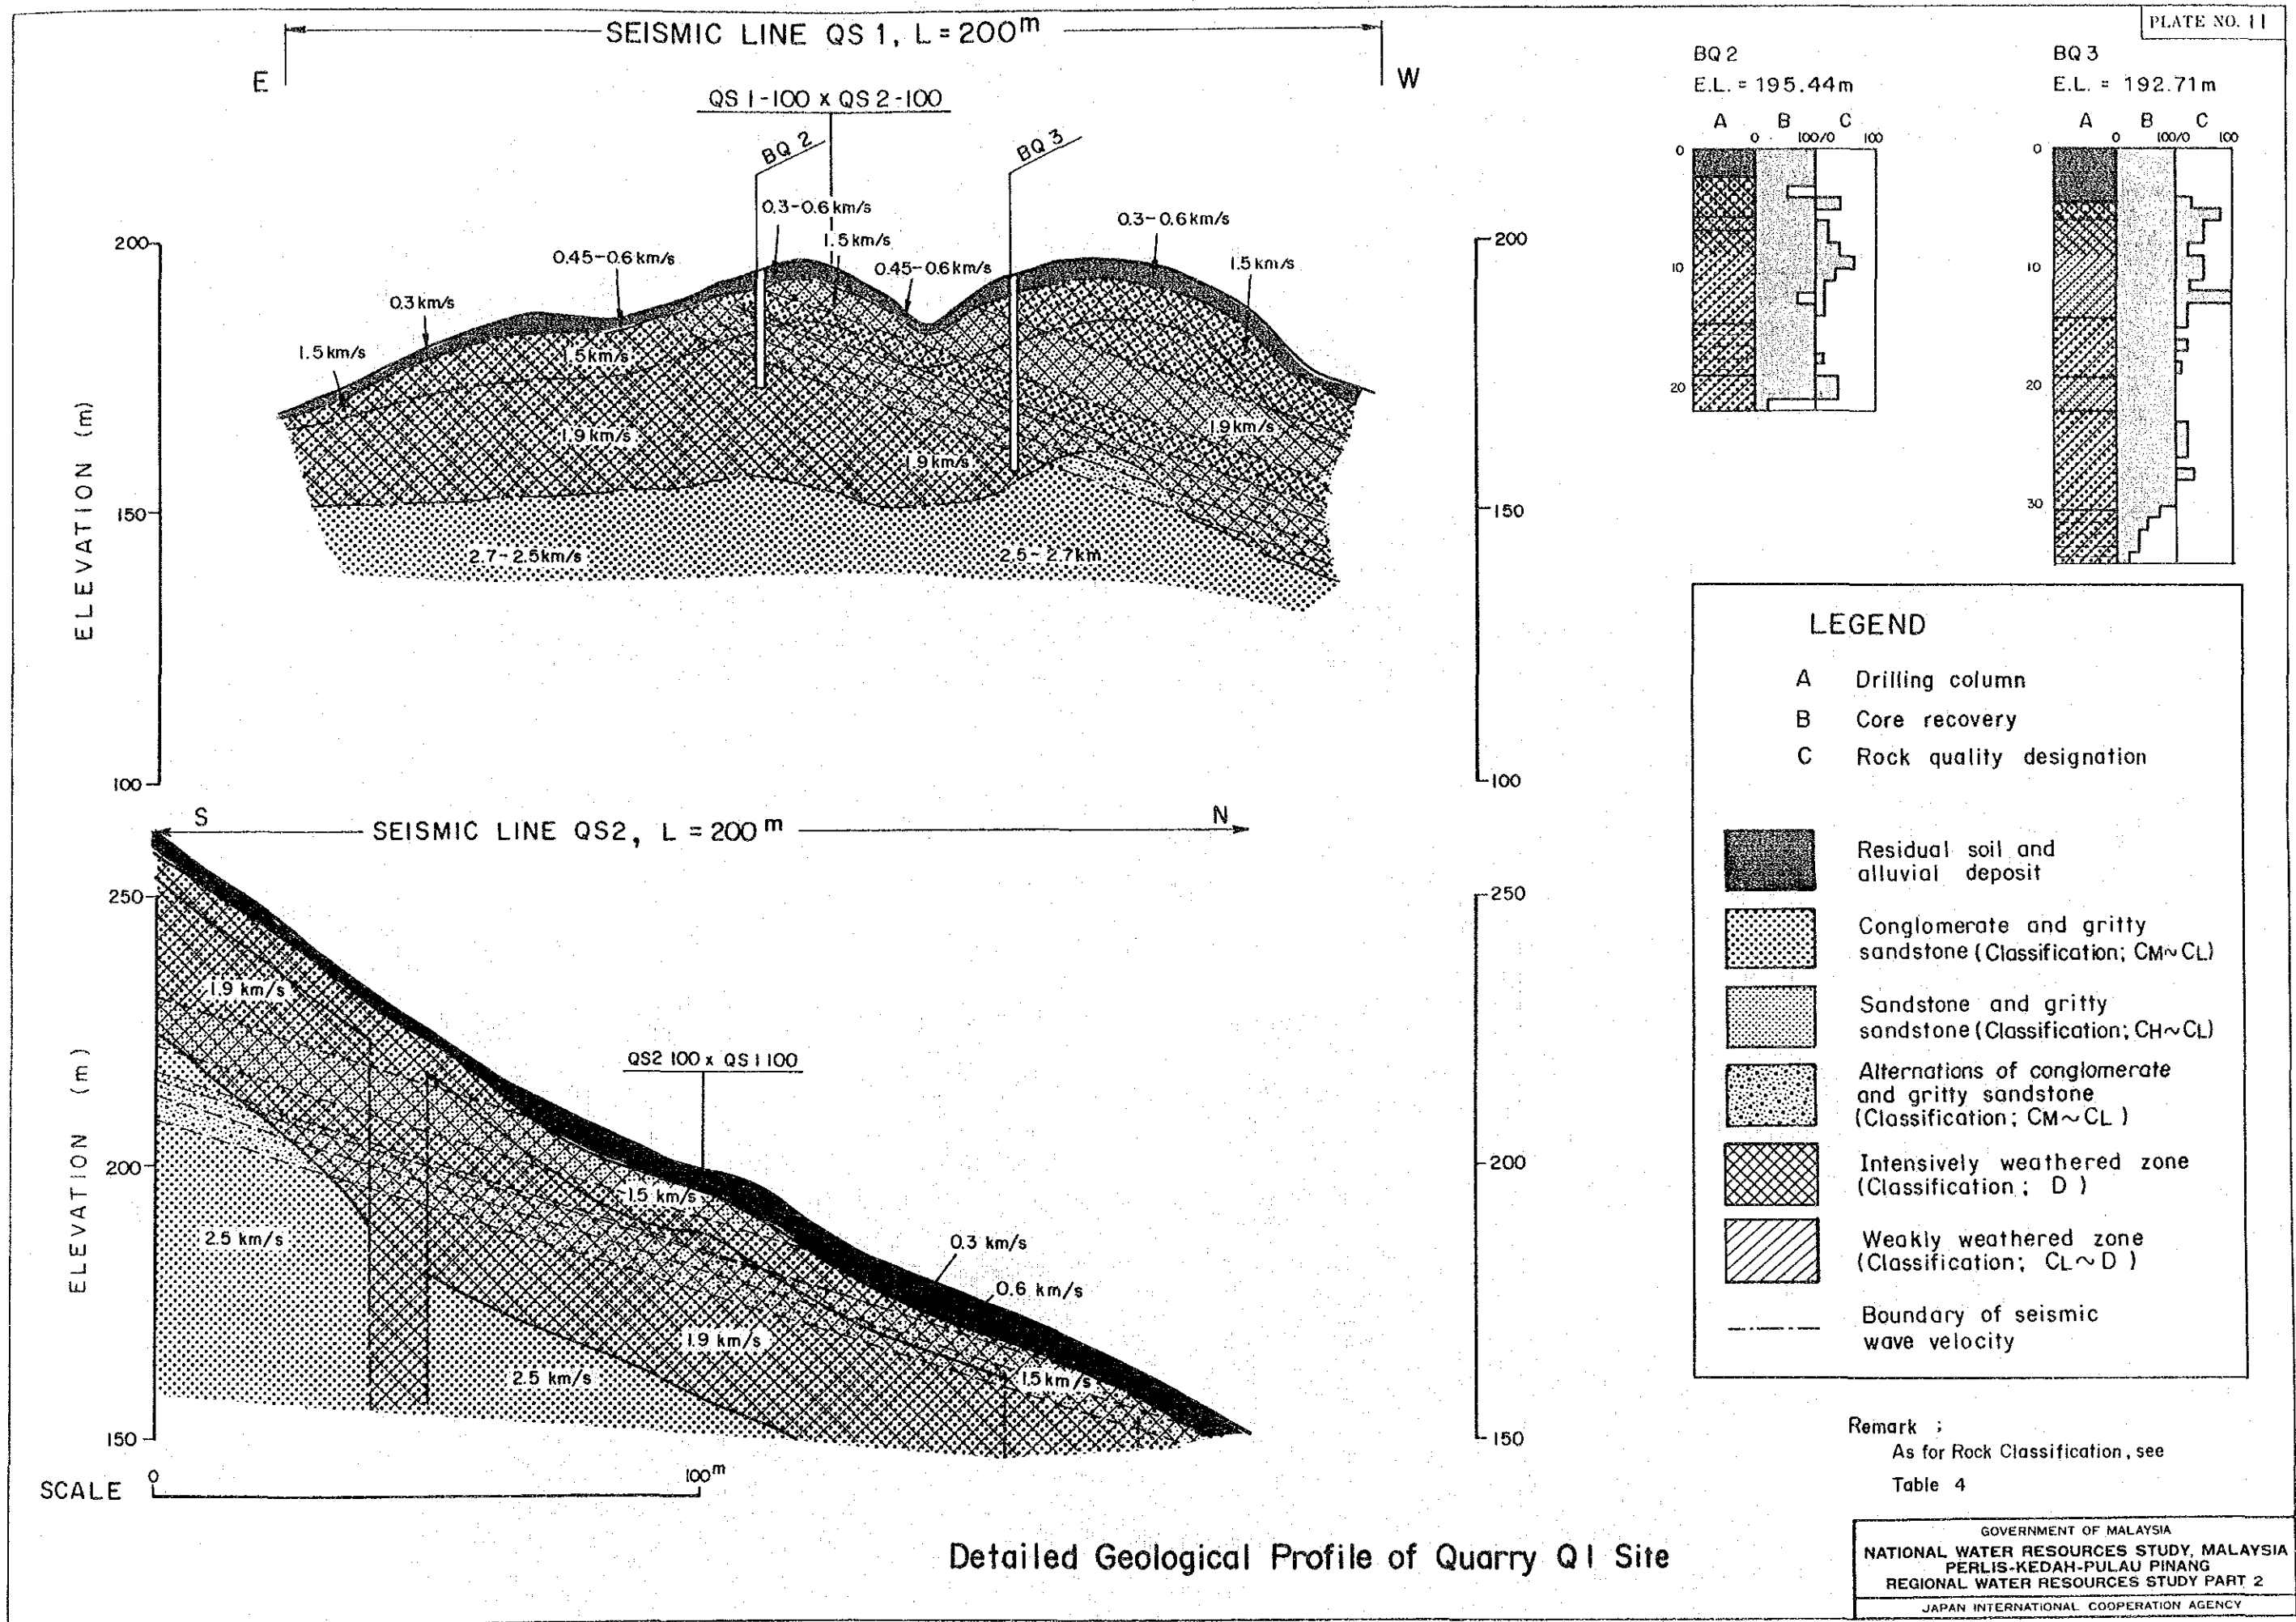 PLATE NO. 11
SEISMIC LINE QS 1, L = 200m
E
W
QS 1-100 x QS 2-100
BQ 2
BQ 3
0.3-0.6 km/s
1.5 km/s
0.45-0.6 km/s
0.45-0.6 km/s
0.3-0.6 km/s
1.5 km/s
0.3 km/s
1.5 km/s
1.5 km/s
1.9 km/s
1.9 km/s
1.9 km/s
2.7-2.5 km/s
2.5-2.7 km
ELEVATION (m)
200
150
100
200
150
100
BQ 2
E.L. = 195.44m
A B C
0 100/0 100
0
10
20
BQ 3
E.L. = 192.71m
A B C
0 100/0 100
0
10
20
30
LEGEND
A Drilling column
B Core recovery
C Rock quality designation
Residual soil and
alluvial deposit
Conglomerate and gritty
sandstone (Classification; CM~CL)
Sandstone and gritty
sandstone (Classification; CH~CL)
Alternations of conglomerate
and gritty sandstone
(Classification; CM~CL)
Intensively weathered zone
(Classification; D)
Weakly weathered zone
(Classification; CL~D)
Boundary of seismic
wave velocity
Remark ;
As for Rock Classification, see
Table 4
S
N
SEISMIC LINE QS2, L = 200m
QS2 100 x QS 1 100
1.9 km/s
1.5 km/s
2.5 km/s
0.3 km/s
0.6 km/s
1.9 km/s
2.5 km/s
1.5 km/s
ELEVATION (m)
250
200
150
250
200
150
SCALE
0
100m
Detailed Geological Profile of Quarry Q1 Site
GOVERNMENT OF MALAYSIA
NATIONAL WATER RESOURCES STUDY, MALAYSIA
PERLIS-KEDAH-PULAU PINANG
REGIONAL WATER RESOURCES STUDY PART 2
JAPAN INTERNATIONAL COOPERATION AGENCY